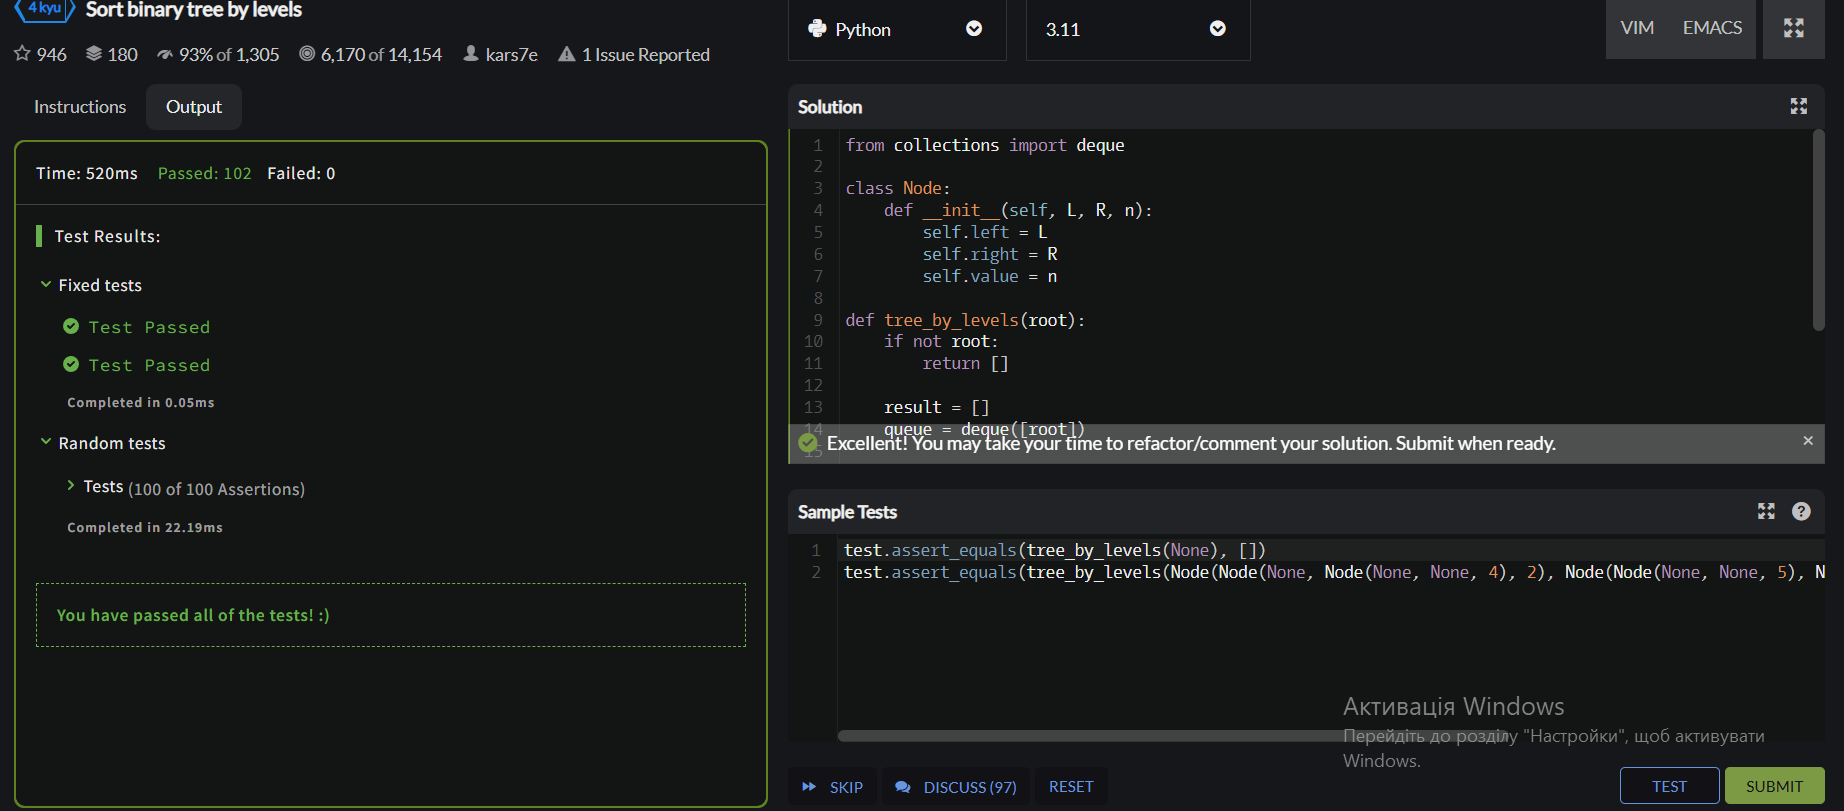 4 kyu Sort binary tree by levels
946 180 93% of 1,305 6,170 of 14,154 kars7e 1 Issue Reported
Instructions Output
Time: 520ms Passed: 102 Failed: 0
Test Results:
Fixed tests
Test Passed
Test Passed
Completed in 0.05ms
Random tests
Tests (100 of 100 Assertions)
Completed in 22.19ms
You have passed all of the tests! :)
Python 3.11 VIM EMACS
Solution
1 from collections import deque
2
3 class Node:
4 def __init__(self, L, R, n):
5 self.left = L
6 self.right = R
7 self.value = n
8
9 def tree_by_levels(root):
10 if not root:
11 return []
12
13 result = []
14 queue = deque([root])
15
Excellent! You may take your time to refactor/comment your solution. Submit when ready. ×
Sample Tests ?
1 test.assert_equals(tree_by_levels(None), [])
2 test.assert_equals(tree_by_levels(Node(Node(None, Node(None, None, 4), 2), Node(Node(None, None, 5), N
Активація Windows
Перейдіть до розділу "Настройки", щоб активувати
Windows.
SKIP DISCUSS (97) RESET TEST SUBMIT